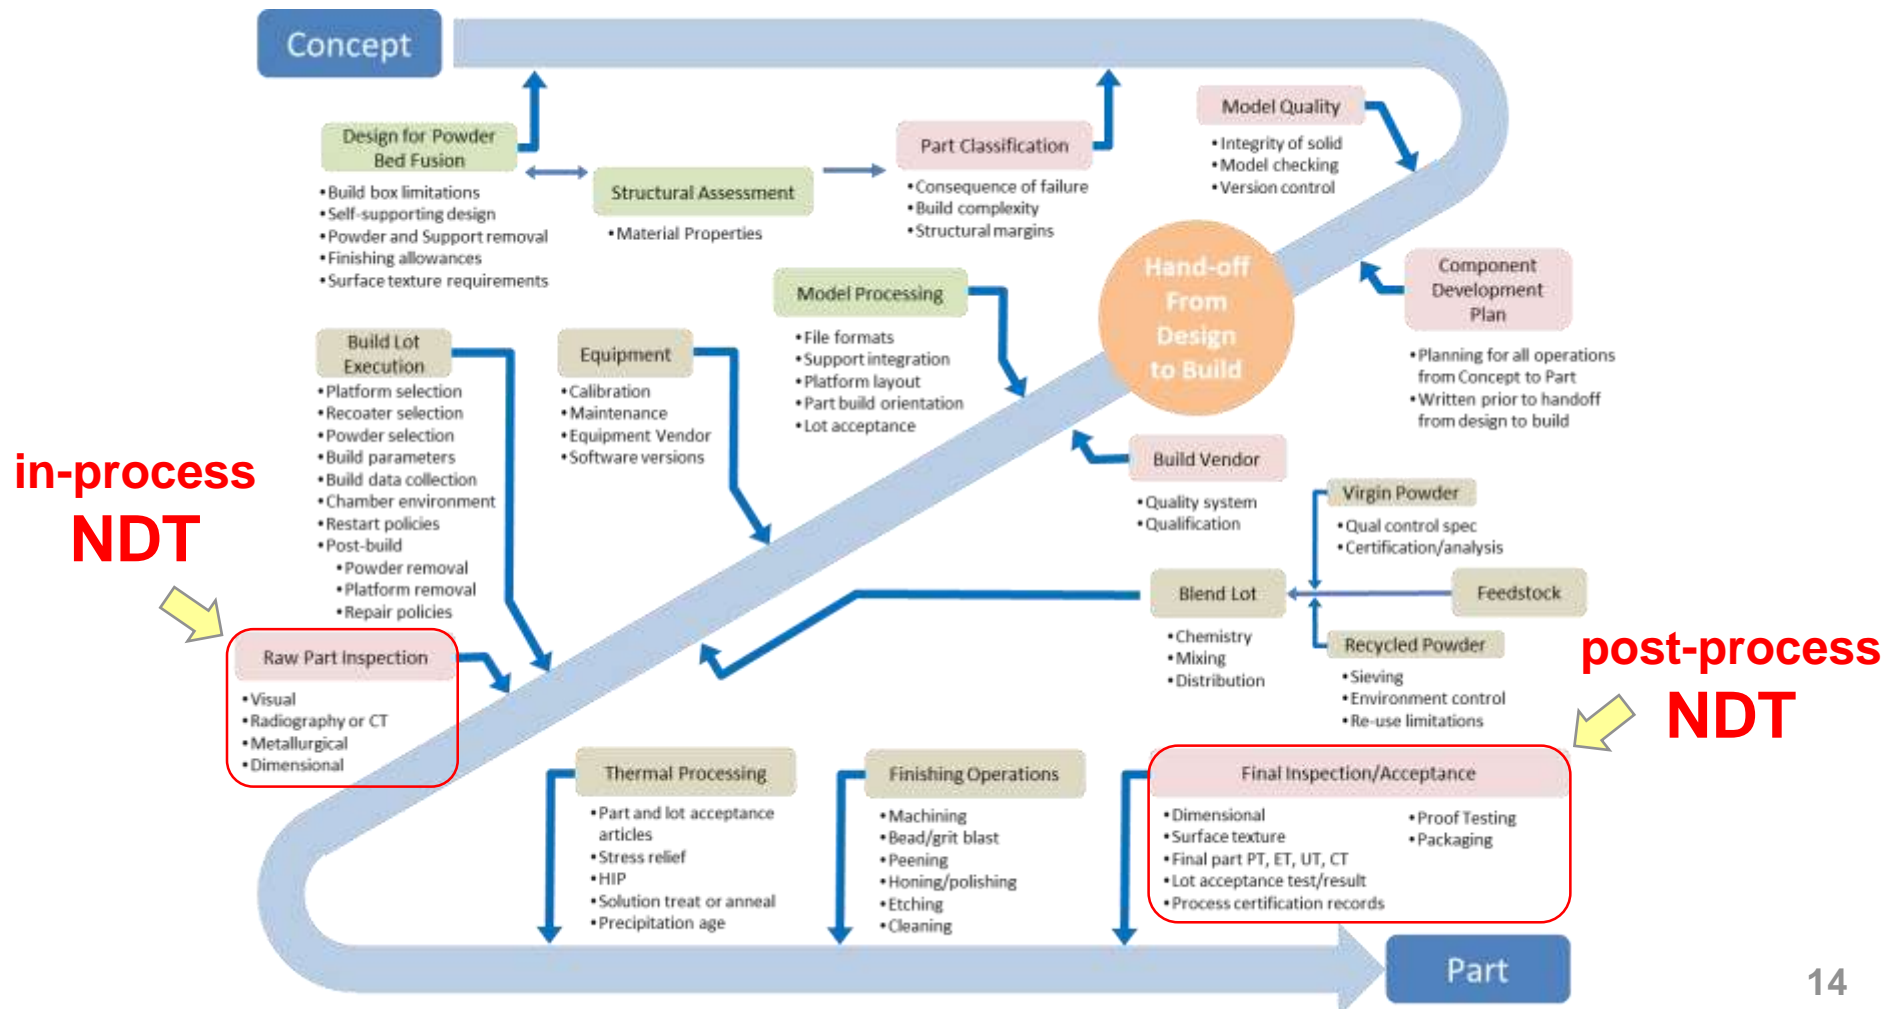 Concept
Design for Powder
Bed Fusion
•Build box limitations
•Self-supporting design
•Powder and Support removal
•Finishing allowances
•Surface texture requirements
Structural Assessment
•Material Properties
Part Classification
•Consequence of failure
•Build complexity
•Structural margins
Model Quality
•Integrity of solid
•Model checking
•Version control
Hand-off
From
Design
to Build
Component
Development
Plan
•Planning for all operations
from Concept to Part
•Written prior to handoff
from design to build
Model Processing
•File formats
•Support integration
•Platform layout
•Part build orientation
•Lot acceptance
Build Lot
Execution
•Platform selection
•Recoater selection
•Powder selection
•Build parameters
•Build data collection
•Chamber environment
•Restart policies
•Post-build
•Powder removal
•Platform removal
•Repair policies
Equipment
•Calibration
•Maintenance
•Equipment Vendor
•Software versions
Build Vendor
•Quality system
•Qualification
Virgin Powder
•Qual control spec
•Certification/analysis
Blend Lot
•Chemistry
•Mixing
•Distribution
Feedstock
Recycled Powder
•Sieving
•Environment control
•Re-use limitations
in-process
NDT
Raw Part Inspection
•Visual
•Radiography or CT
•Metallurgical
•Dimensional
post-process
NDT
Thermal Processing
•Part and lot acceptance
articles
•Stress relief
•HIP
•Solution treat or anneal
•Precipitation age
Finishing Operations
•Machining
•Bead/grit blast
•Peening
•Honing/polishing
•Etching
•Cleaning
Final Inspection/Acceptance
•Dimensional
•Surface texture
•Final part PT, ET, UT, CT
•Lot acceptance test/result
•Process certification records
•Proof Testing
•Packaging
Part
14